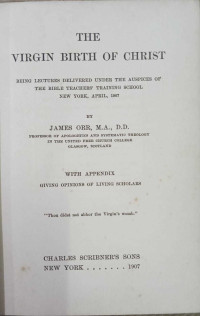 THE
VIRGIN BIRTH OF CHRIST
BEING LECTURES DELIVERED UNDER THE AUSPICES OF
THE BIBLE TEACHERS' TRAINING SCHOOL
NEW YORK, APRIL, 1907
BY
JAMES ORR, M.A., D.D.
PROFESSOR OF APOLOGETICS AND SYSTEMATIC THEOLOGY
IN THE UNITED FREE CHURCH COLLEGE
GLASGOW, SCOTLAND
WITH APPENDIX
GIVING OPINIONS OF LIVING SCHOLARS
"Thou didst not abhor the Virgin's womb."
CHARLES SCRIBNER'S SONS
NEW YORK . . . . . . . 1907